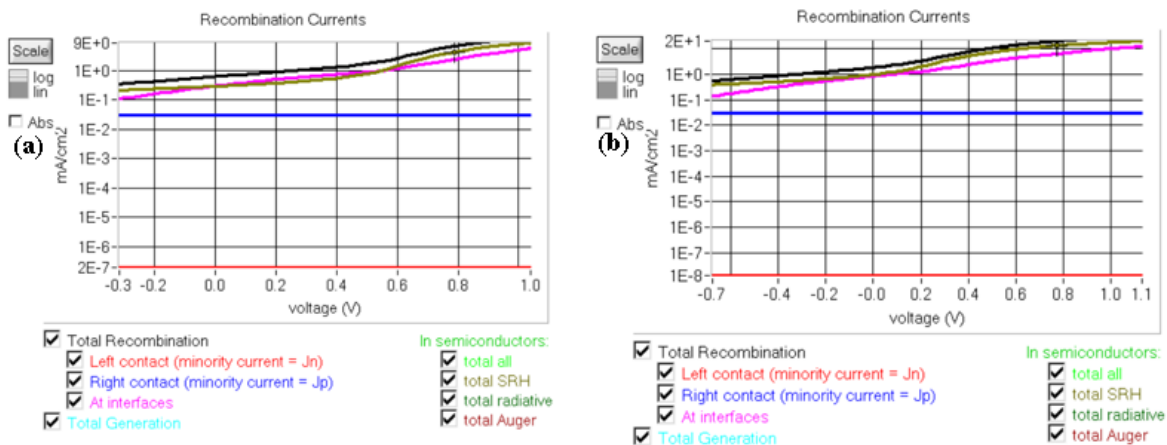 Recombination Currents
Scale
log
lin
Abs
(a)
mA/cm2
9E+0
1E+0
1E-1
1E-2
1E-3
1E-4
1E-5
1E-6
2E-7
-0.3 -0.2 0.0 0.2 0.4 0.6 0.8 1.0
voltage (V)
Total Recombination
Left contact (minority current = Jn)
Right contact (minority current = Jp)
At interfaces
Total Generation
In semiconductors:
total all
total SRH
total radiative
total Auger
Recombination Currents
Scale
log
lin
Abs
(b)
mA/cm2
2E+1
1E+0
1E-1
1E-2
1E-3
1E-4
1E-5
1E-6
1E-7
1E-8
-0.7 -0.4 -0.2 -0.0 0.2 0.4 0.6 0.8 1.0 1.1
voltage (V)
Total Recombination
Left contact (minority current = Jn)
Right contact (minority current = Jp)
At interfaces
Total Generation
In semiconductors:
total all
total SRH
total radiative
total Auger